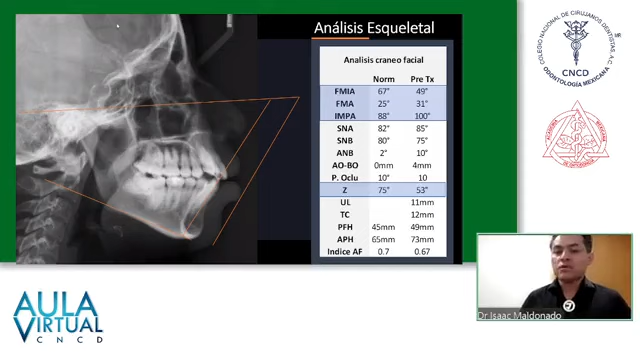 Análisis Esqueletal
Analisis craneo facial
Norm Pre Tx
FMIA 67° 49°
FMA 25° 31°
IMPA 88° 100°
SNA 82° 85°
SNB 80° 75°
ANB 2° 10°
AO-BO 0mm 4mm
P. Oclu 10° 10
Z 75° 53°
UL 11mm
TC 12mm
PFH 45mm 49mm
APH 65mm 73mm
Indice AF 0.7 0.67
COLEGIO NACIONAL DE CIRUJANOS DENTISTAS, A.C.
MR
CNCD
ODONTOLOGÍA MEXICANA
Dr Isaac Maldonado
AULA
VIRTUAL
CNCD